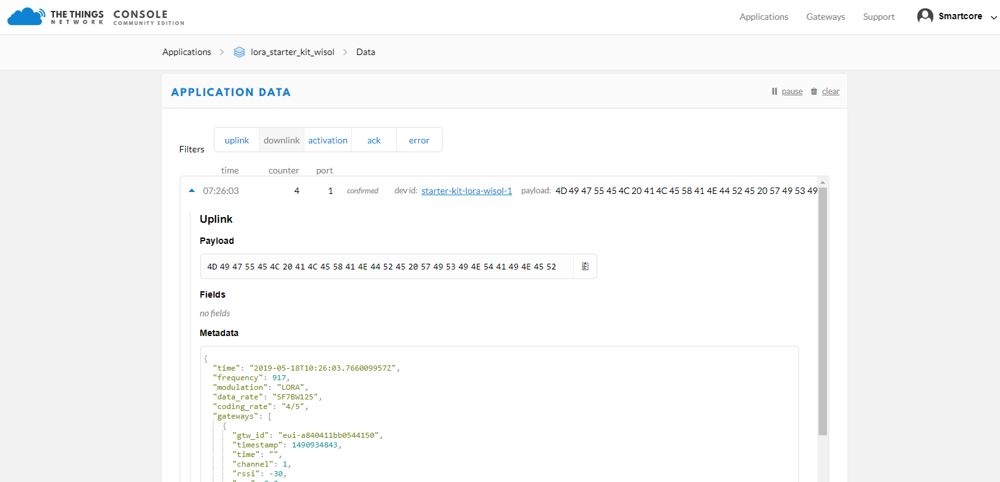 THE THINGS
NETWORK
CONSOLE
COMMUNITY EDITION
Applications
Gateways
Support
Smartcore
Applications
lora_starter_kit_wisol
Data
APPLICATION DATA
pause
clear
Filters
uplink
downlink
activation
ack
error
time
counter
port
07:26:03
4
1
confirmed
dev id: starter-kit-lora-wisol-1
payload: 4D 49 47 55 45 4C 20 41 4C 45 58 41 4E 44 52 45 20 57 49 53 49
Uplink
Payload
4D 49 47 55 45 4C 20 41 4C 45 58 41 4E 44 52 45 20 57 49 53 49 4E 54 41 49 4E 45 52
Fields
no fields
Metadata
{
"time": "2019-05-18T10:26:03.766009957Z",
"frequency": 917,
"modulation": "LORA",
"data_rate": "SF7BW125",
"coding_rate": "4/5",
"gateways": [
{
"gtw_id": "eui-a840411bb0544150",
"timestamp": 1490934843,
"time": "",
"channel": 1,
"rssi": -30,